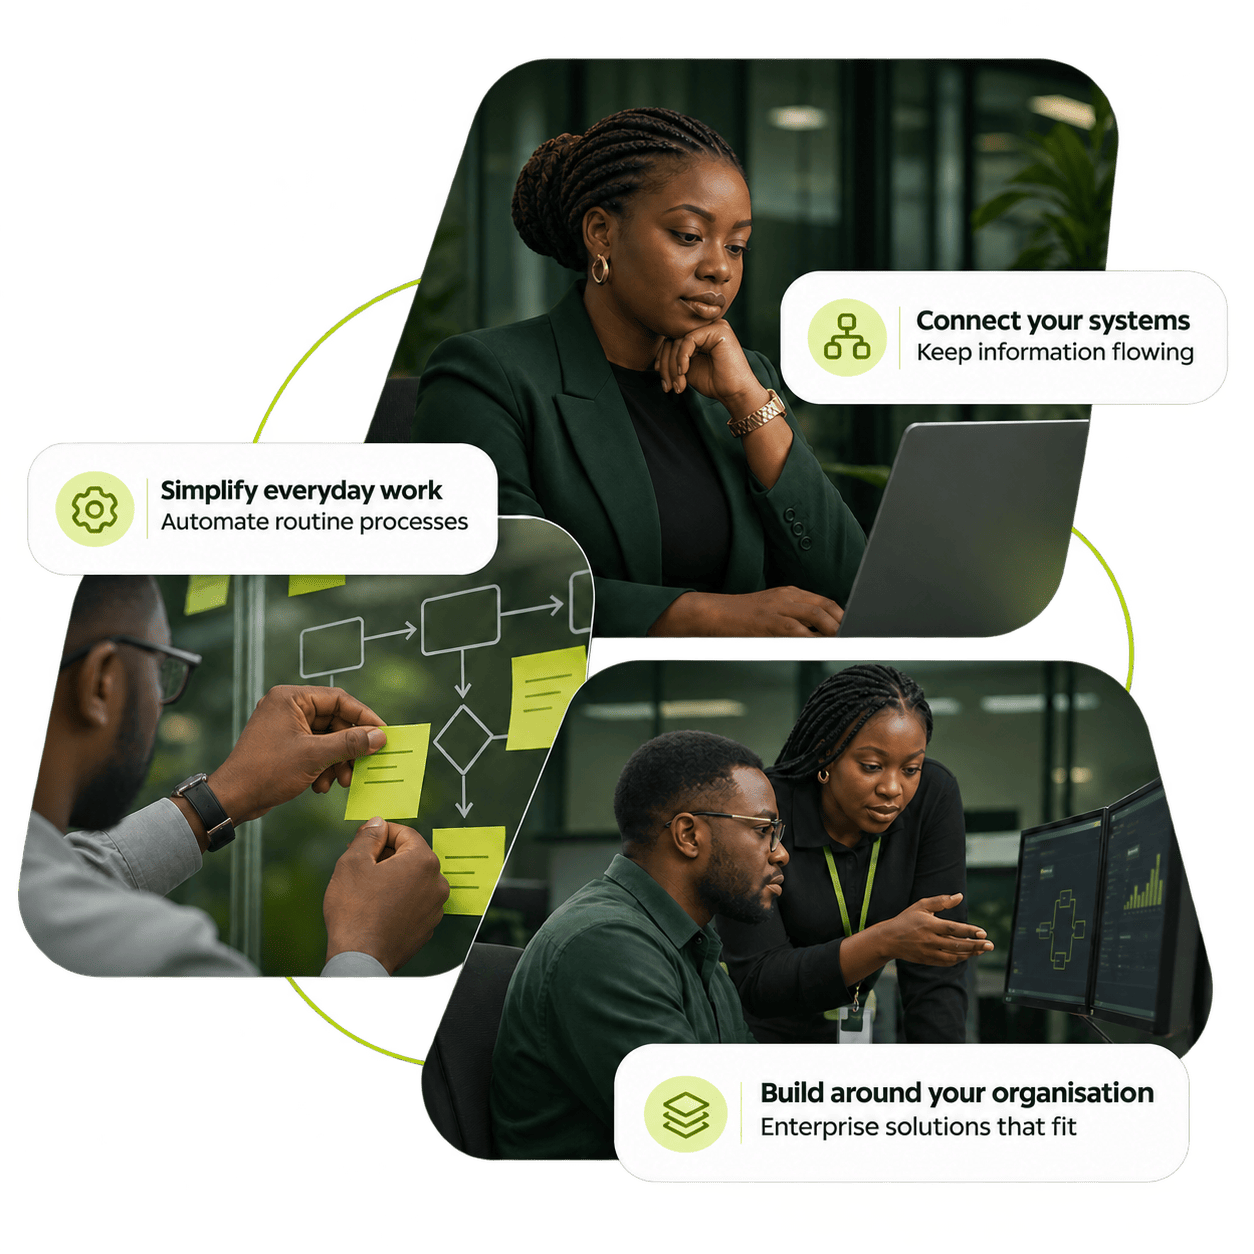 Connect your systems
Keep information flowing
Simplify everyday work
Automate routine processes
Build around your organisation
Enterprise solutions that fit